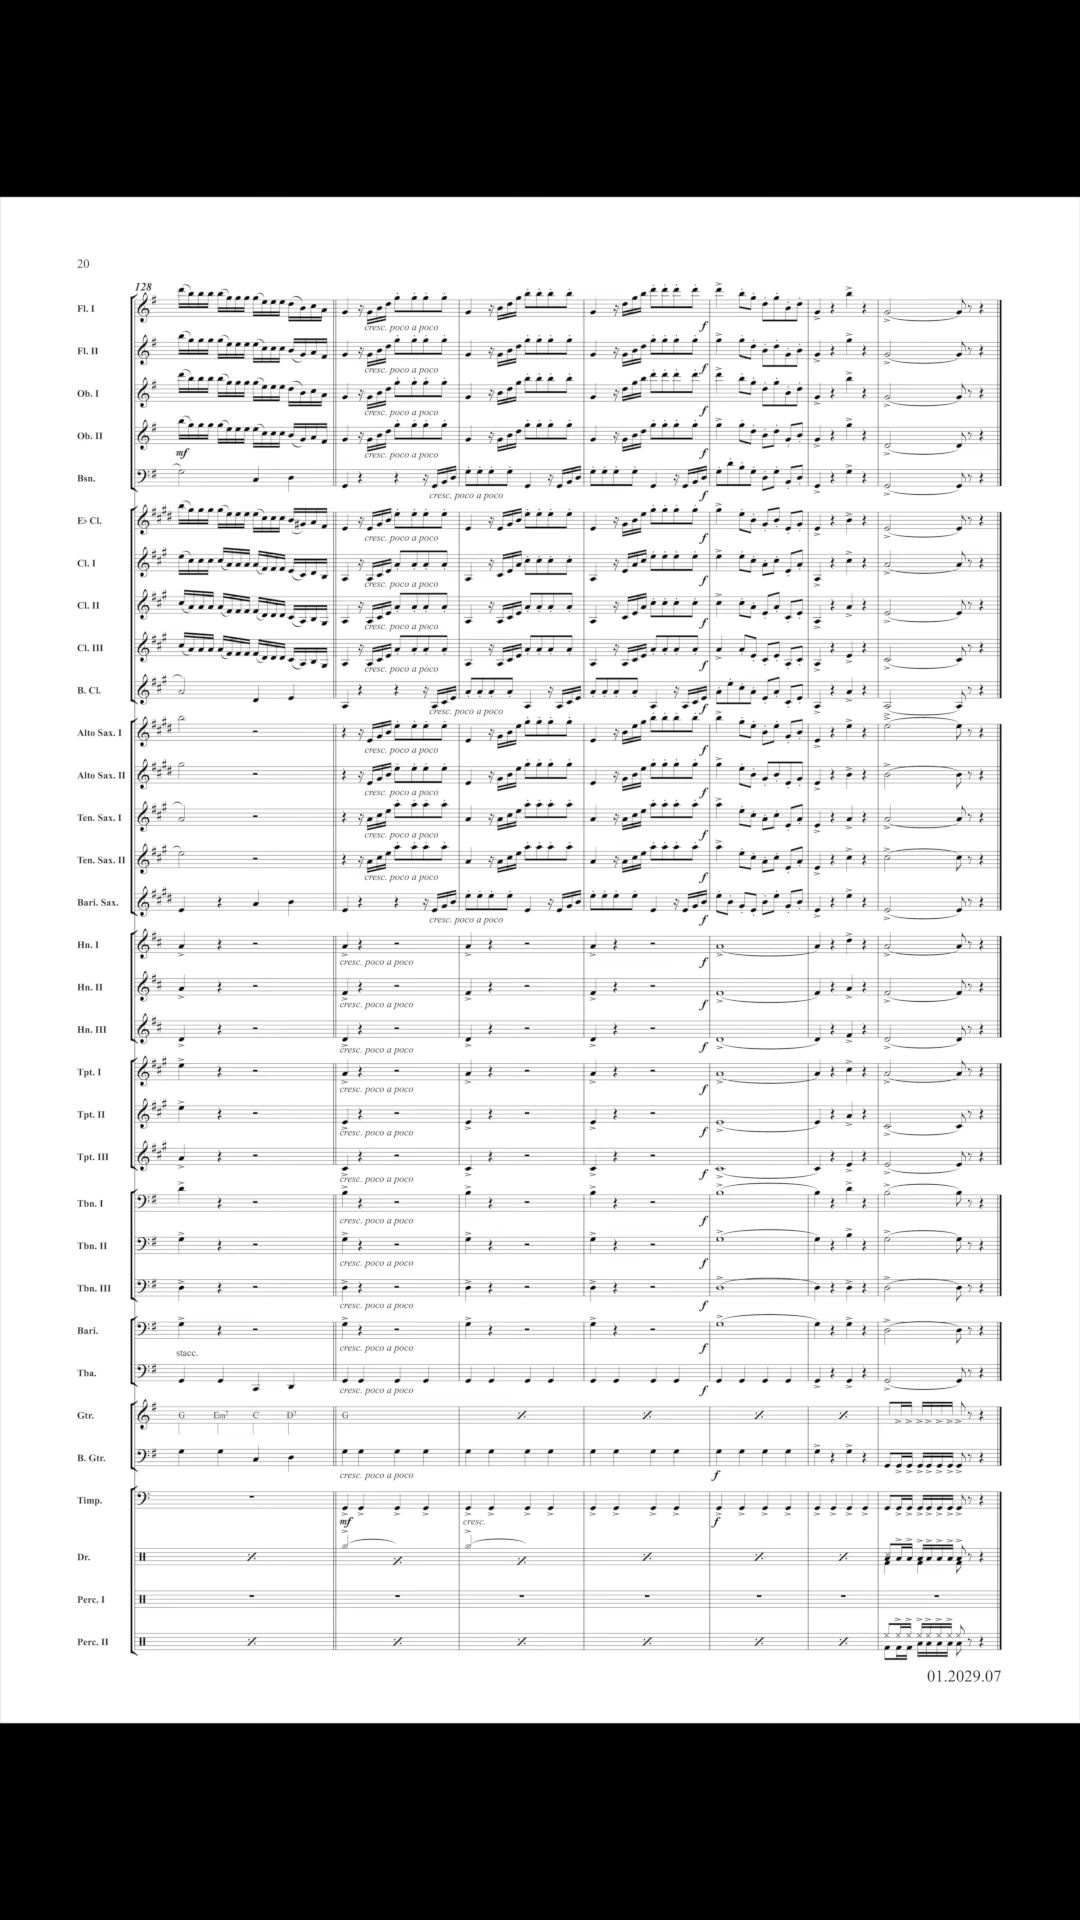 20
128
Fl. I
cresc. poco a poco
f
Fl. II
cresc. poco a poco
f
Ob. I
cresc. poco a poco
f
Ob. II
mf
cresc. poco a poco
f
Bsn.
cresc. poco a poco
f
E♭ Cl.
cresc. poco a poco
f
Cl. I
cresc. poco a poco
f
Cl. II
cresc. poco a poco
f
Cl. III
cresc. poco a poco
f
B. Cl.
cresc. poco a poco
f
Alto Sax. I
cresc. poco a poco
f
Alto Sax. II
cresc. poco a poco
f
Ten. Sax. I
cresc. poco a poco
f
Ten. Sax. II
cresc. poco a poco
f
Bari. Sax.
cresc. poco a poco
f
Hn. I
cresc. poco a poco
f
Hn. II
cresc. poco a poco
f
Hn. III
cresc. poco a poco
f
Tpt. I
cresc. poco a poco
f
Tpt. II
cresc. poco a poco
f
Tpt. III
cresc. poco a poco
f
Tbn. I
cresc. poco a poco
f
Tbn. II
cresc. poco a poco
f
Tbn. III
cresc. poco a poco
f
Bari.
cresc. poco a poco
f
stacc.
Tba.
cresc. poco a poco
f
Gtr. G Em7 C D7 G
B. Gtr.
cresc. poco a poco
f
Timp.
mf cresc. f
Dr.
Perc. I
Perc. II
01.2029.07